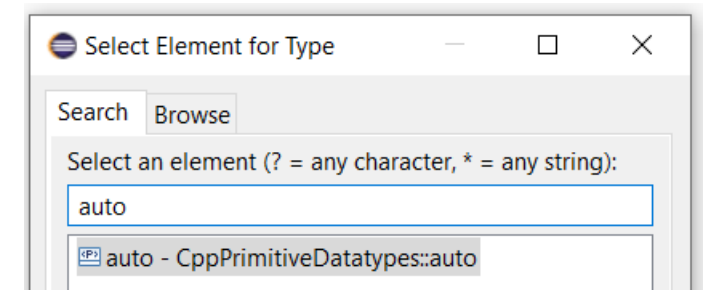 Select Element for Type
Search Browse
Select an element (? = any character, * = any string):
auto
<P> auto - CppPrimitiveDatatypes::auto